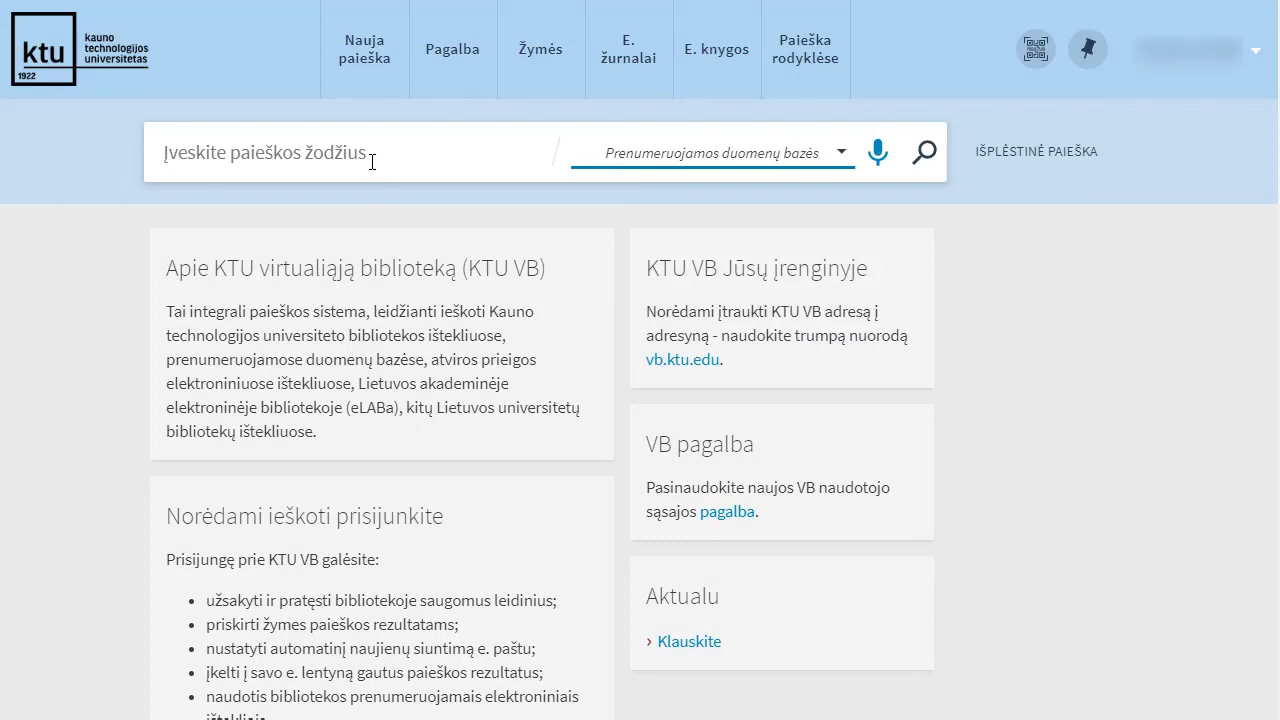 ktu
1922
kauno
technologijos
universitetas
Nauja
paieška
Pagalba
Žymės
E.
žurnalai
E. knygos
Paieška
rodyklėse
Įveskite paieškos žodžius
Prenumeruojamos duomenų bazės
IŠPLĖSTINĖ PAIEŠKA
Apie KTU virtualiąją biblioteką (KTU VB)
Tai integrali paieškos sistema, leidžianti ieškoti Kauno
technologijos universiteto bibliotekos ištekliuose,
prenumeruojamose duomenų bazėse, atviros prieigos
elektroniniuose ištekliuose, Lietuvos akademinėje
elektroninėje bibliotekoje (eLABa), kitų Lietuvos universitetų
bibliotekų ištekliuose.
Norėdami ieškoti prisijunkite
Prisijungę prie KTU VB galėsite:
• užsakyti ir pratęsti bibliotekoje saugomus leidinius;
• priskirti žymes paieškos rezultatams;
• nustatyti automatinį naujienų siuntimą e. paštu;
• įkelti į savo e. lentyną gautus paieškos rezultatus;
• naudotis bibliotekos prenumeruojamais elektroniniais
KTU VB Jūsų įrenginyje
Norėdami įtraukti KTU VB adresą į
adresyną - naudokite trumpą nuorodą
vb.ktu.edu.
VB pagalba
Pasinaudokite naujos VB naudotojo
sąsajos pagalba.
Aktualu
› Klauskite